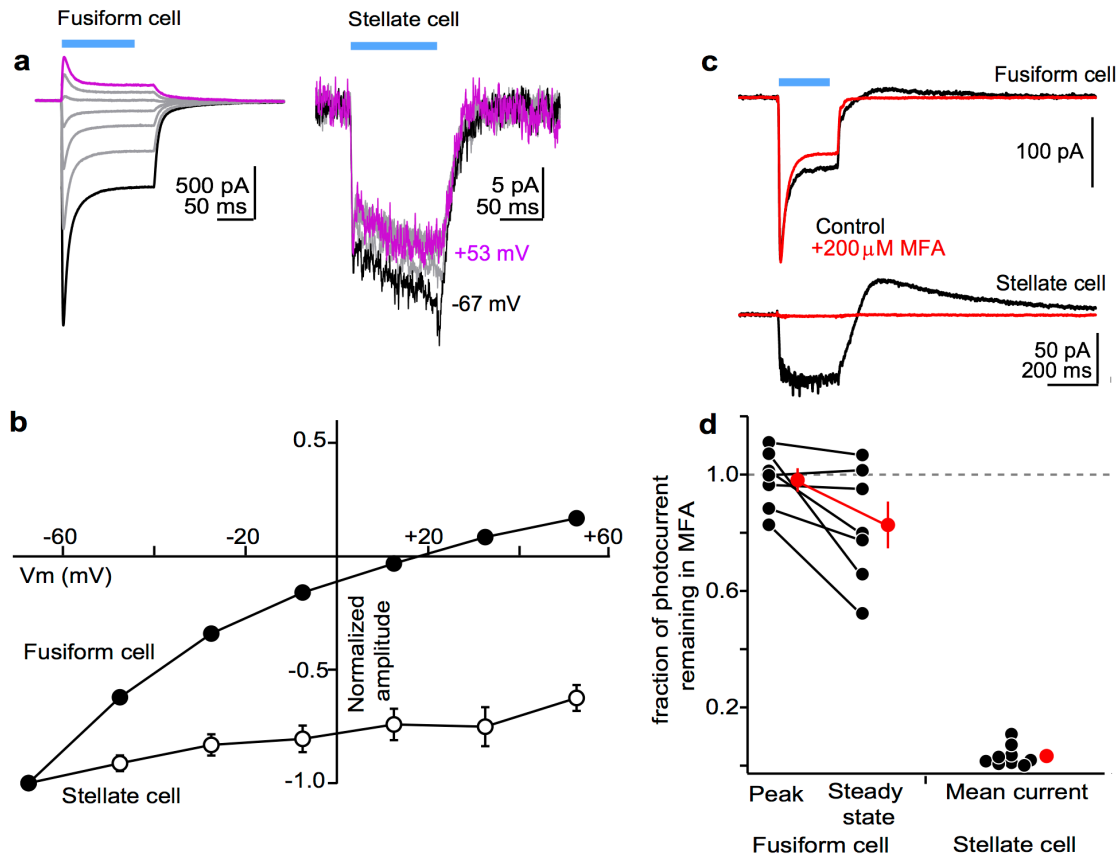 a
Fusiform cell
Stellate cell
500 pA
50 ms
5 pA
50 ms
+53 mV
-67 mV
b
0.5
-60
-20
+20
+60
Vm (mV)
Normalized
amplitude
-0.5
Fusiform cell
-1.0
Stellate cell
c
Fusiform cell
100 pA
Control
+200 μM MFA
Stellate cell
50 pA
200 ms
d
fraction of photocurrent
remaining in MFA
1.0
0.6
0.2
Peak
Steady
state
Mean current
Fusiform cell
Stellate cell